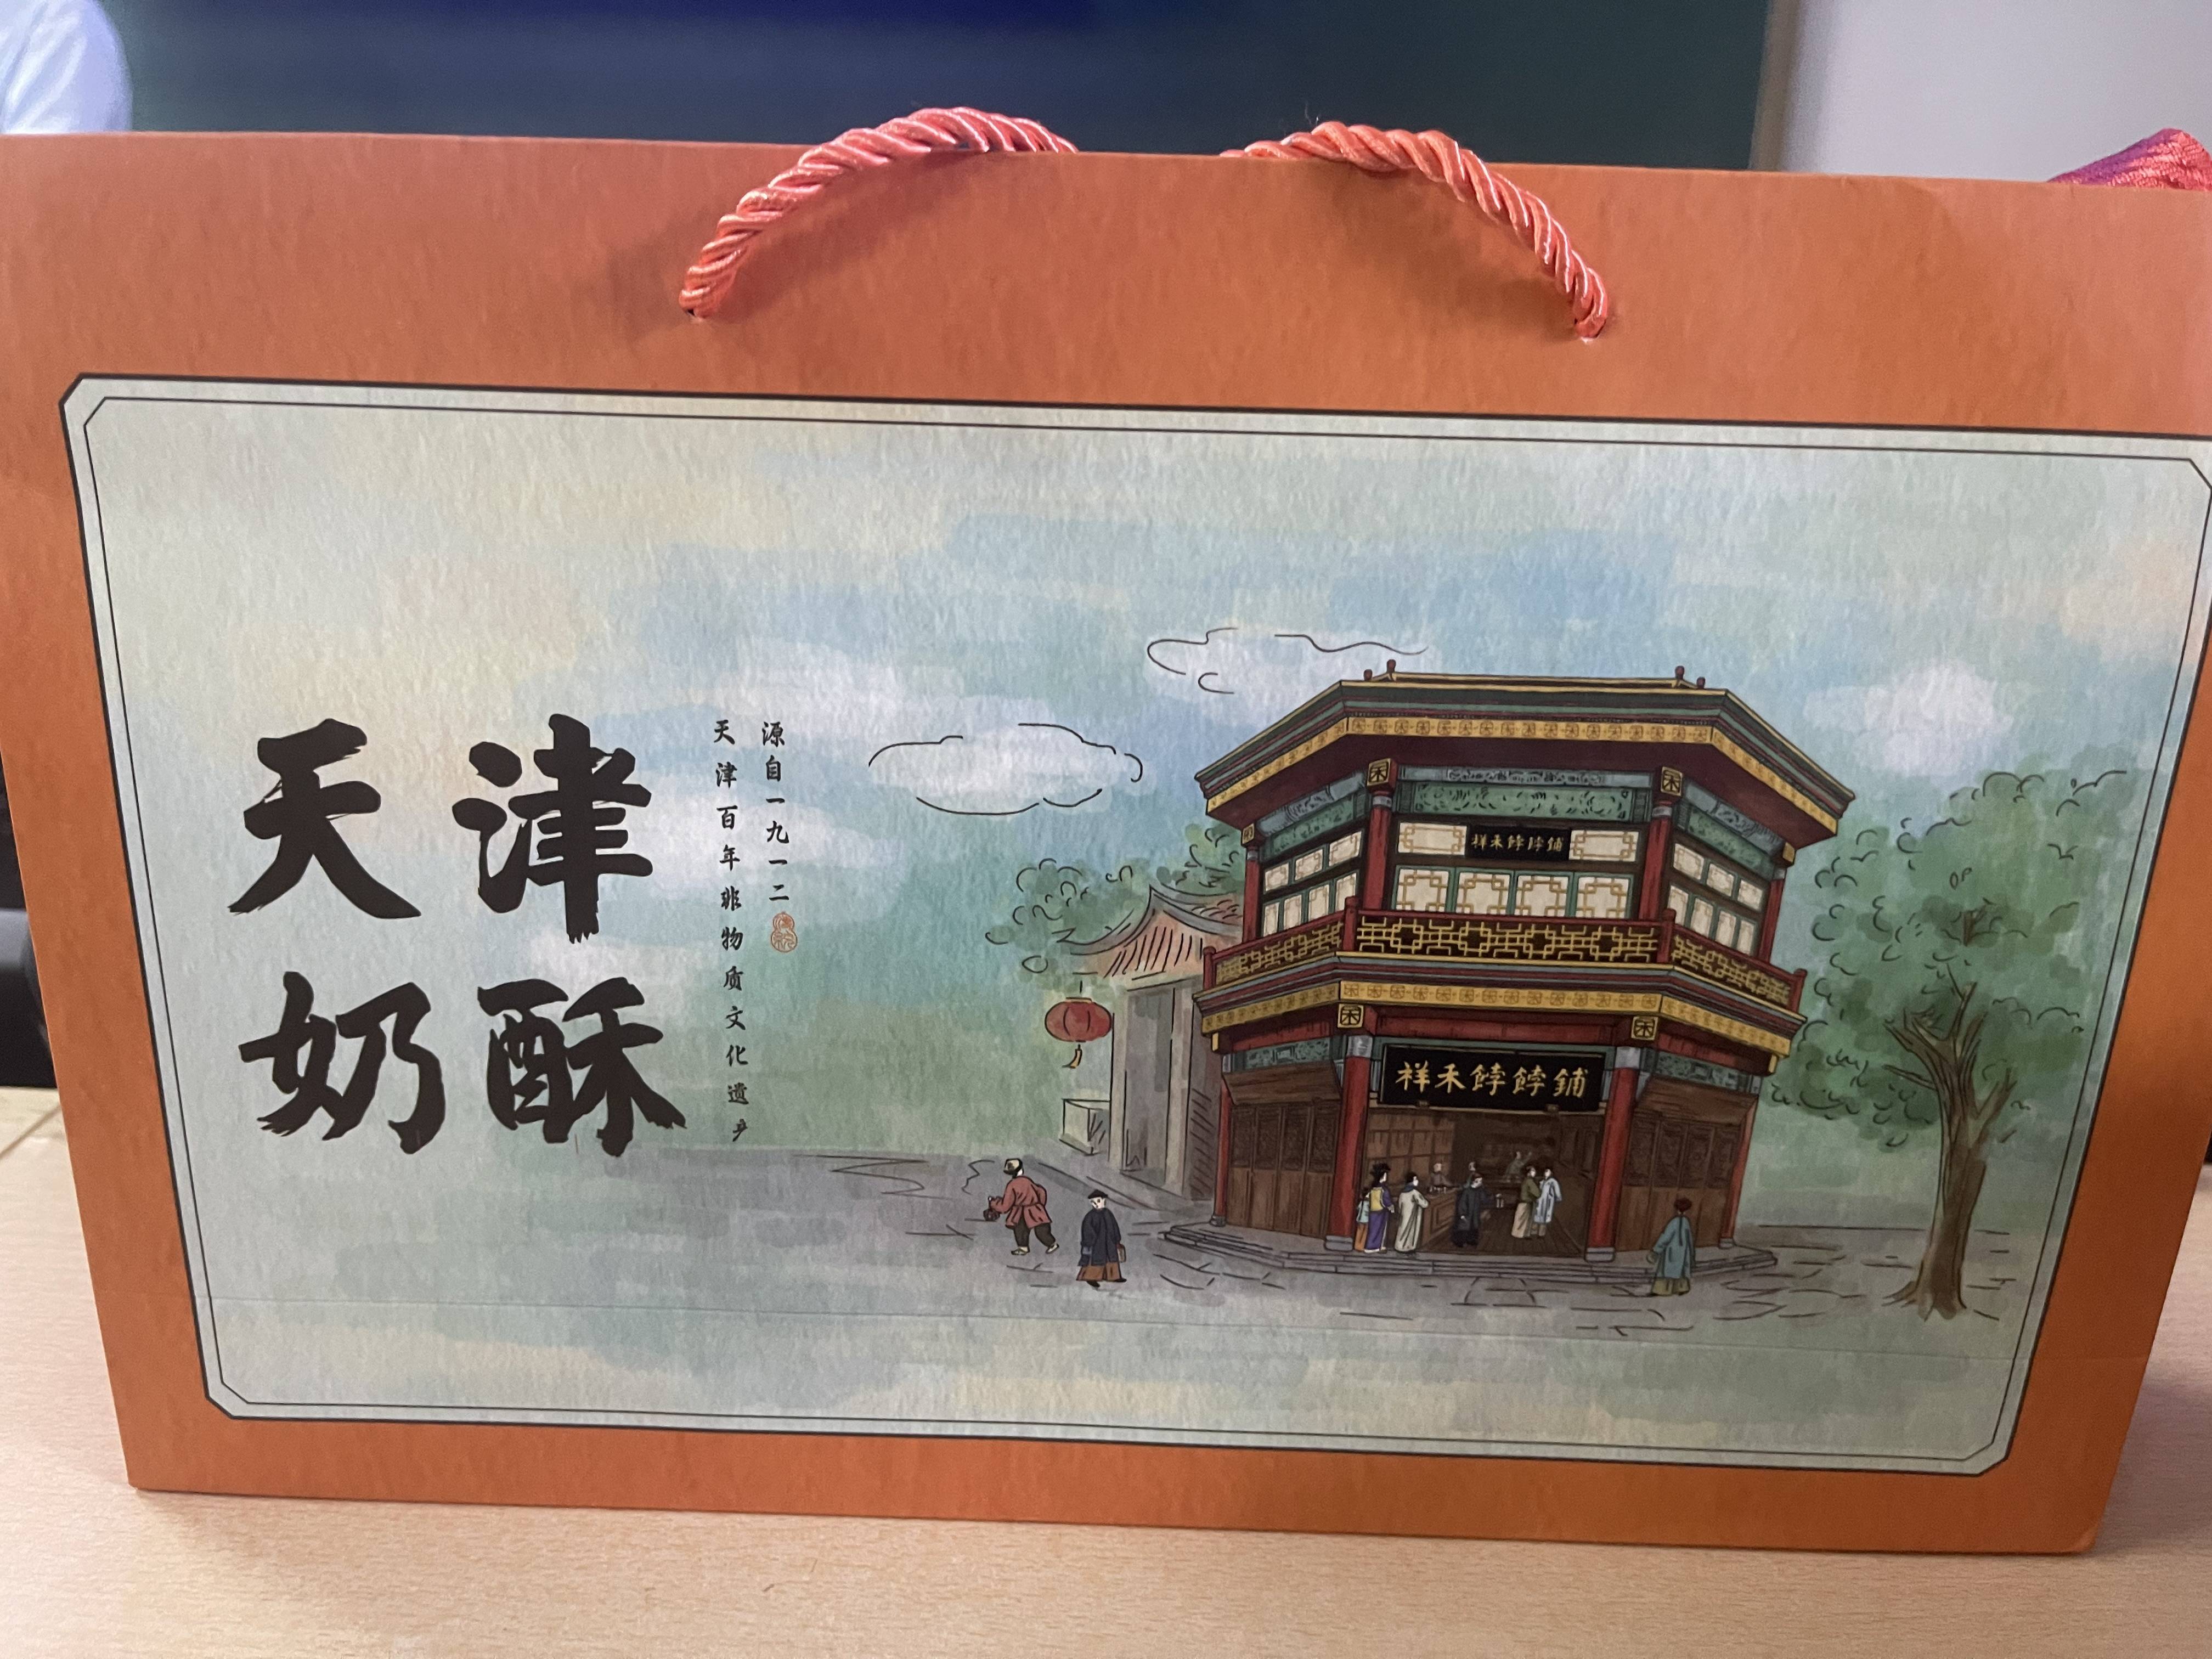 天津
奶酥
源自一九一二
天津百年非物质文化遗产
祥禾饽饽铺
祥禾饽饽鋪